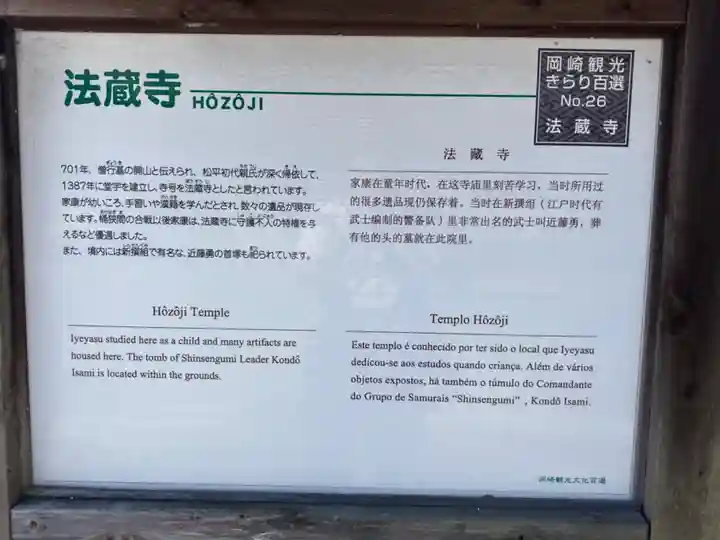 法蔵寺 HÔZÔJI
岡崎観光
きらり百選
No.26
法蔵寺
701年、僧行基の開山と伝えられ、松平初代親氏が深く帰依して、
1387年に堂宇を建立し、寺号を法蔵寺としたと言われています。
家康が幼いころ、手習いや漢籍を学んだとされ、数々の遺品が現存し
ています。桶狭間の合戦以後家康は、法蔵寺に守護不入の特権を与
えるなど優遇しました。
また、境内には新撰組で有名な、近藤勇の首塚も祀られています。
法藏寺
家康在童年时代，在这寺庙里刻苦学习，当时所用过
的很多遗品现仍保存着。当时在新撰组（江户时代有
武士编制的警备队）里非常出名的武士叫近藤勇，葬
有他的头的墓就在此院里。
Hôzôji Temple
Iyeyasu studied here as a child and many artifacts are
housed here. The tomb of Shinsengumi Leader Kondô
Isami is located within the grounds.
Templo Hôzôji
Este templo é conhecido por ter sido o local que Iyeyasu
dedicou-se aos estudos quando criança. Além de vários
objetos expostos, há também o túmulo do Comandante
do Grupo de Samurais “Shinsengumi” , Kondô Isami.
岡崎観光文化百選